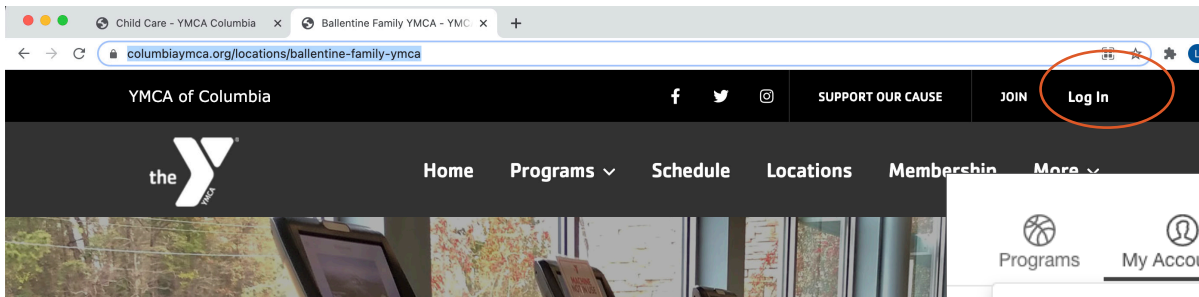 Child Care - YMCA Columbia
Ballentine Family YMCA - YMC
columbiaymca.org/locations/ballentine-family-ymca
YMCA of Columbia
SUPPORT OUR CAUSE
JOIN
Log In
the Y YMCA
Home
Programs
Schedule
Locations
Membership
More
Programs
My Accou